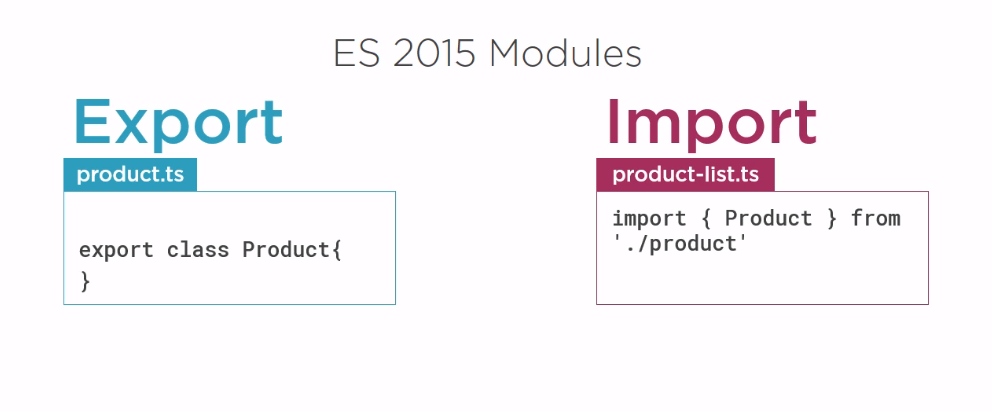 ES 2015 Modules
Export
product.ts
export class Product{
}
Import
product-list.ts
import { Product } from
'./product'